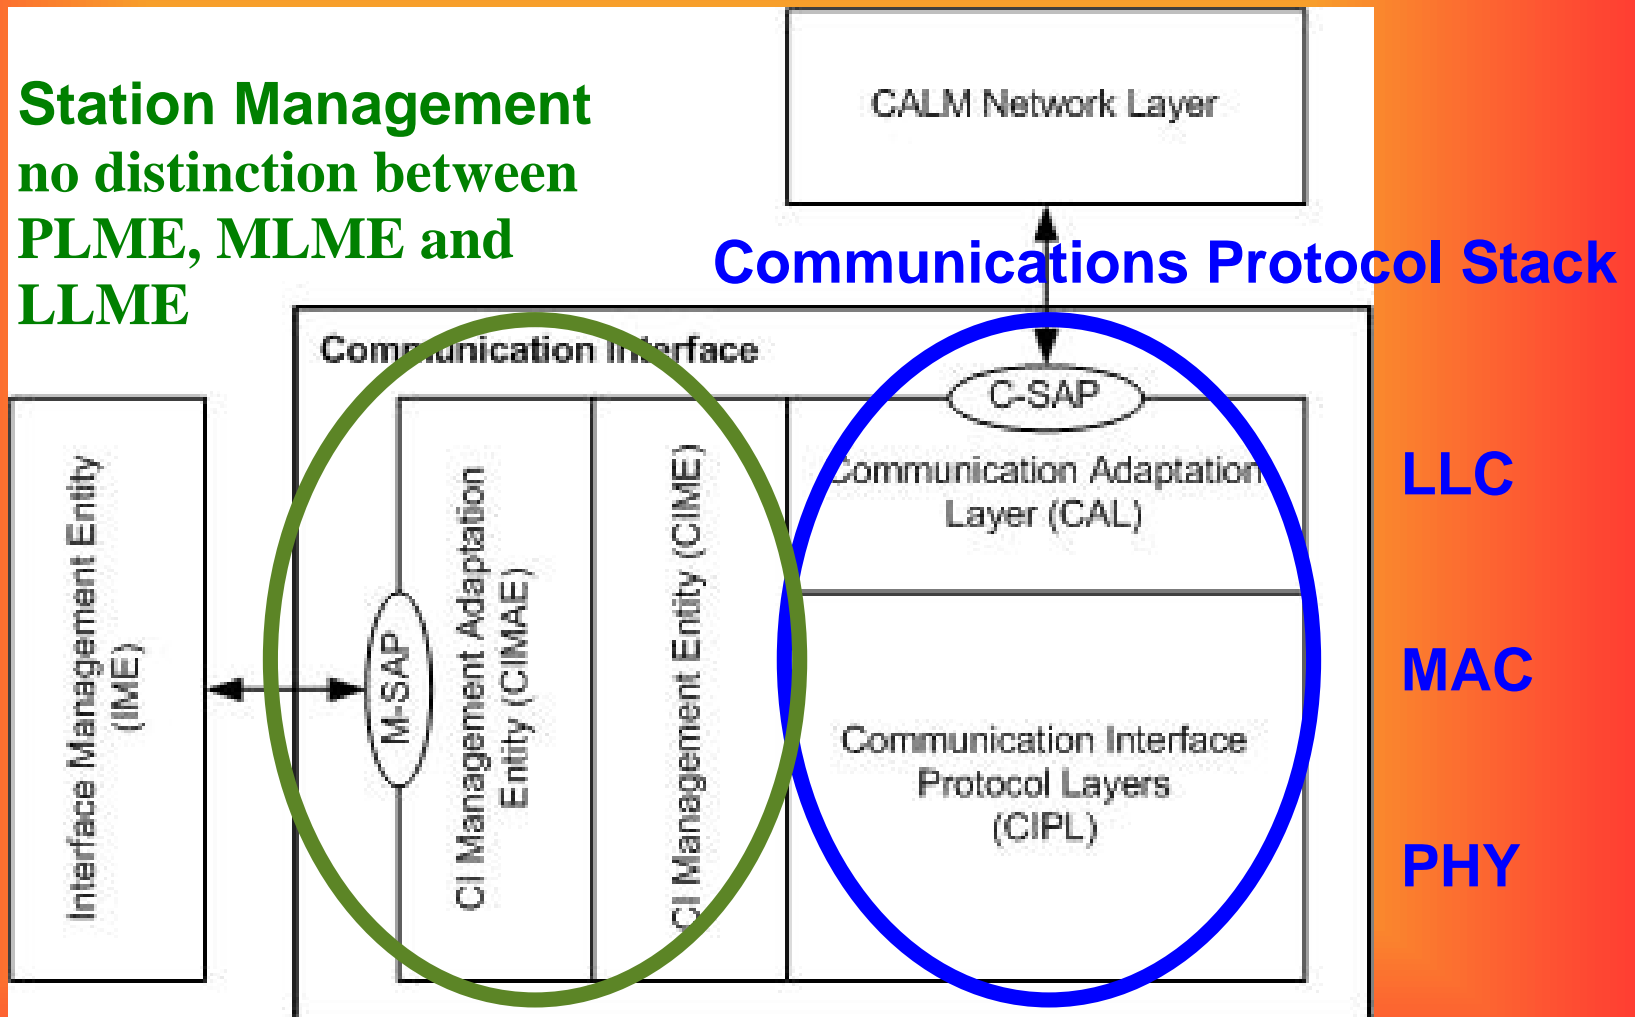 CALM Network Layer
Station Management
no distinction between
PLME, MLME and
LLME
Communications Protocol Stack
Communication Interface
C-SAP
Communication Adaptation
Layer (CAL)
LLC
Interface Management Entity
(IME)
M-SAP
CI Management Adaptation
Entity (CIMAE)
CI Management Entity (CIME)
MAC
Communication Interface
Protocol Layers
(CIPL)
PHY